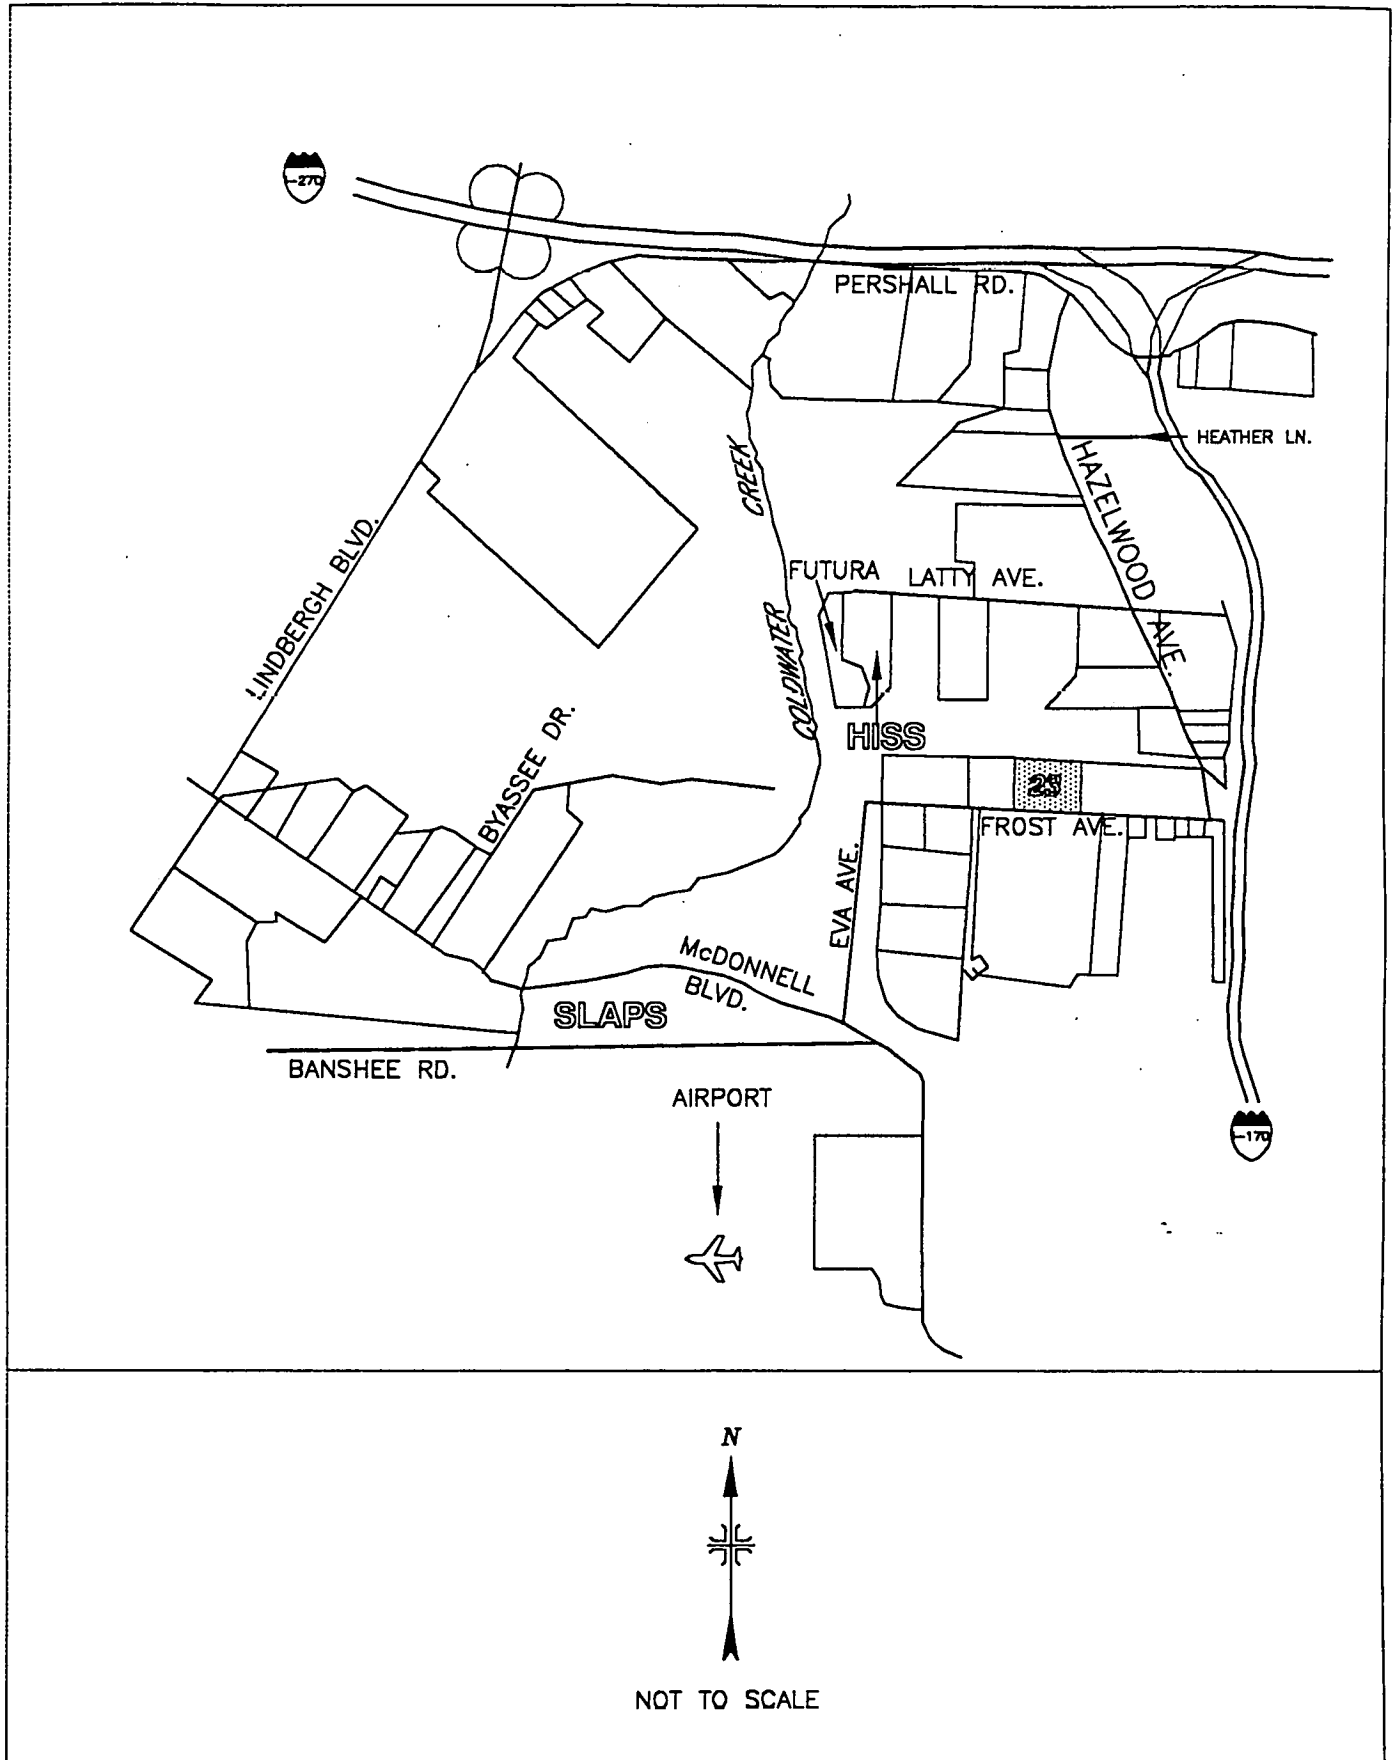 I-270
PERSHALL RD.
HEATHER LN.
HAZELWOOD AVE.
COLDWATER CREEK
LINDBERGH BLVD.
FUTURA
LATTY AVE.
BYASSEE DR.
HISS
25
FROST AVE.
EVA AVE.
McDONNELL
BLVD.
SLAPS
BANSHEE RD.
AIRPORT
I-170
N
NOT TO SCALE